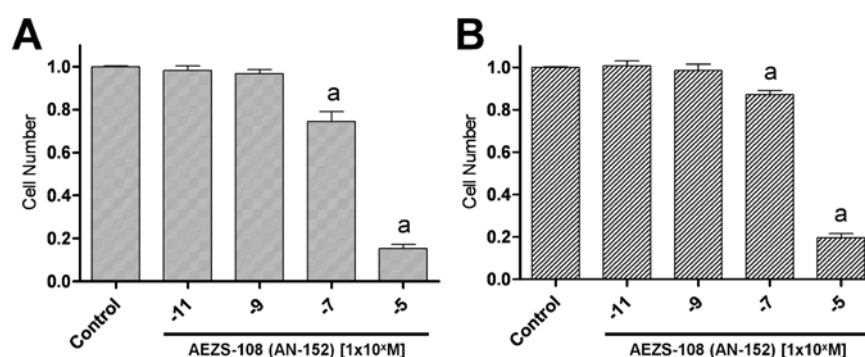 A
B
a
a
a
a
Cell Number
1.0
0.8
0.6
0.4
0.2
0.0
Control
-11
-9
-7
-5
AEZS-108 (AN-152) [1x10ˣM]
Cell Number
1.0
0.8
0.6
0.4
0.2
0.0
Control
-11
-9
-7
-5
AEZS-108 (AN-152) [1x10ˣM]